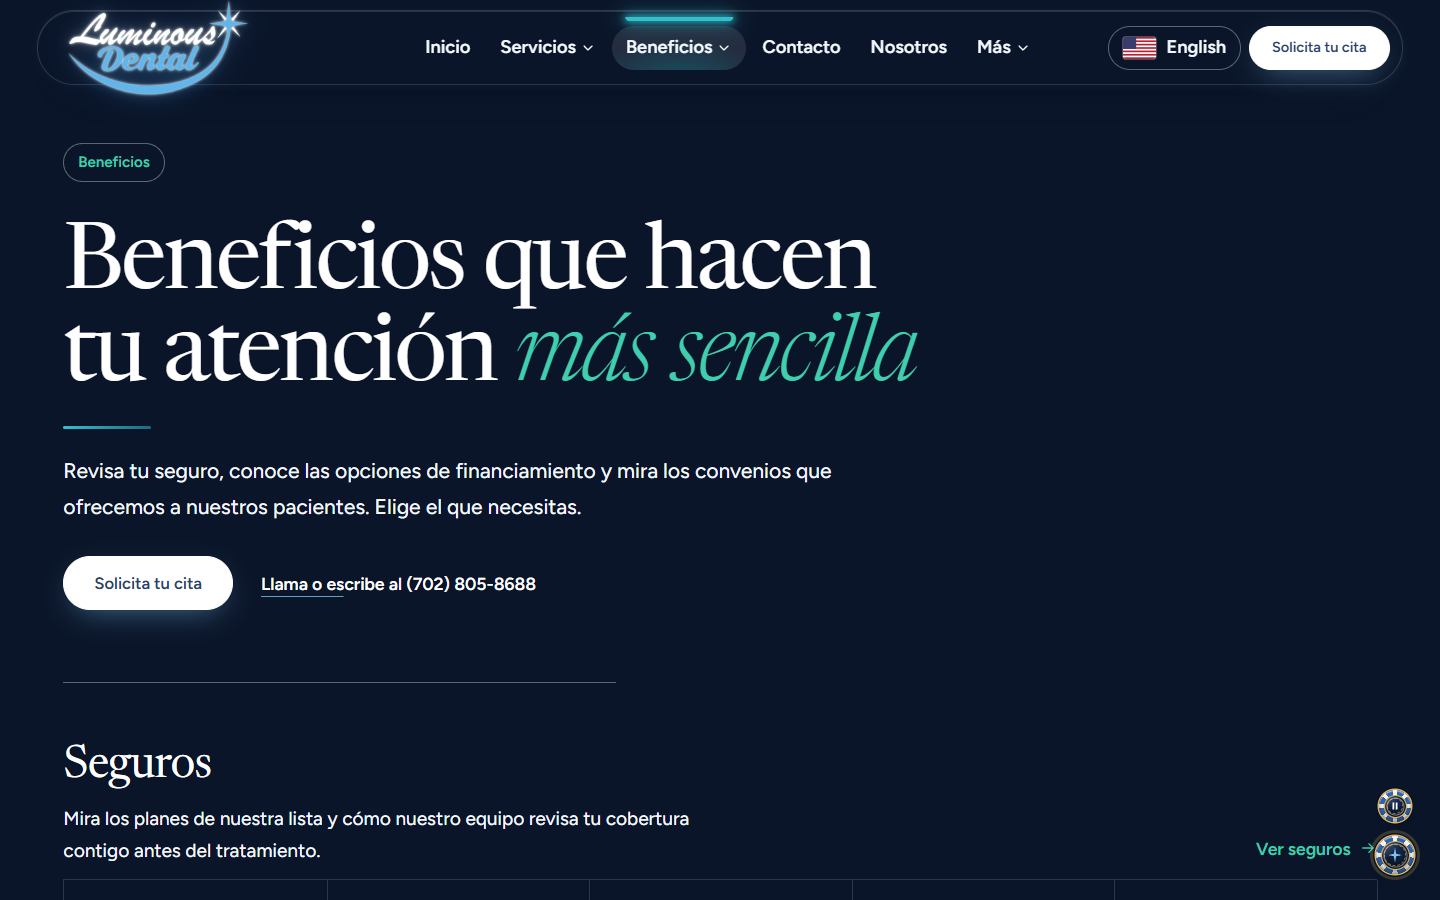 Luminous
Dental
Inicio
Servicios
Beneficios
Contacto
Nosotros
Más
English
Solicita tu cita
Beneficios
Beneficios que hacen
tu atención más sencilla
Revisa tu seguro, conoce las opciones de financiamiento y mira los convenios que
ofrecemos a nuestros pacientes. Elige el que necesitas.
Solicita tu cita
Llama o escribe al (702) 805-8688
Seguros
Mira los planes de nuestra lista y cómo nuestro equipo revisa tu cobertura
contigo antes del tratamiento.
Ver seguros